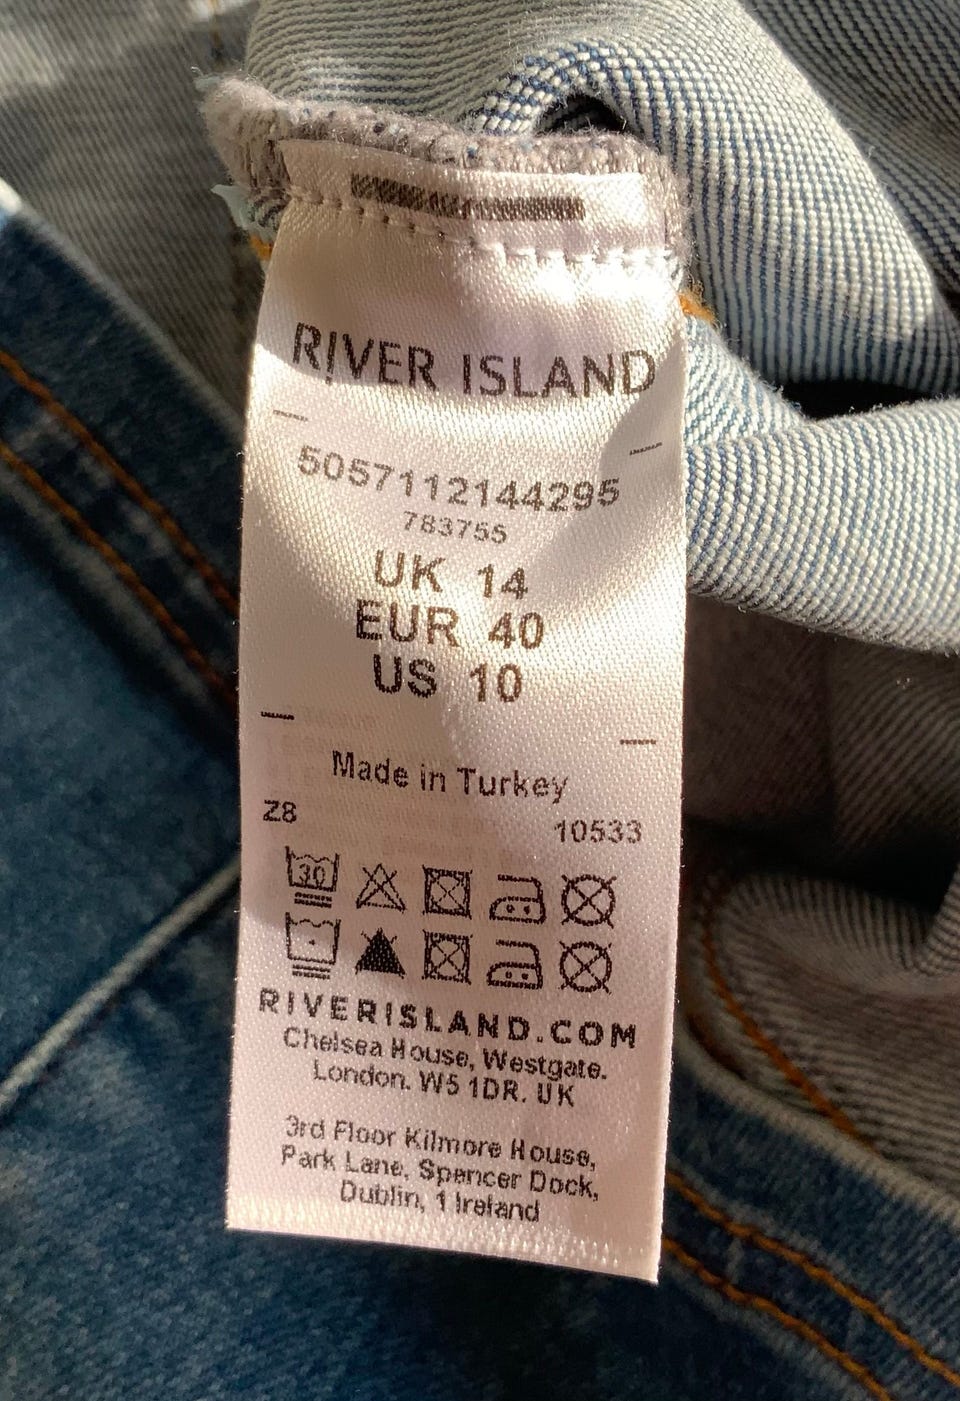 RIVER ISLAND
5057112144295
783755
UK 14
EUR 40
US 10
Made in Turkey
Z8 10533
30
RIVERISLAND.COM
Chelsea House, Westgate.
London. W5 1DR. UK
3rd Floor Kilmore House,
Park Lane, Spencer Dock,
Dublin, 1 Ireland